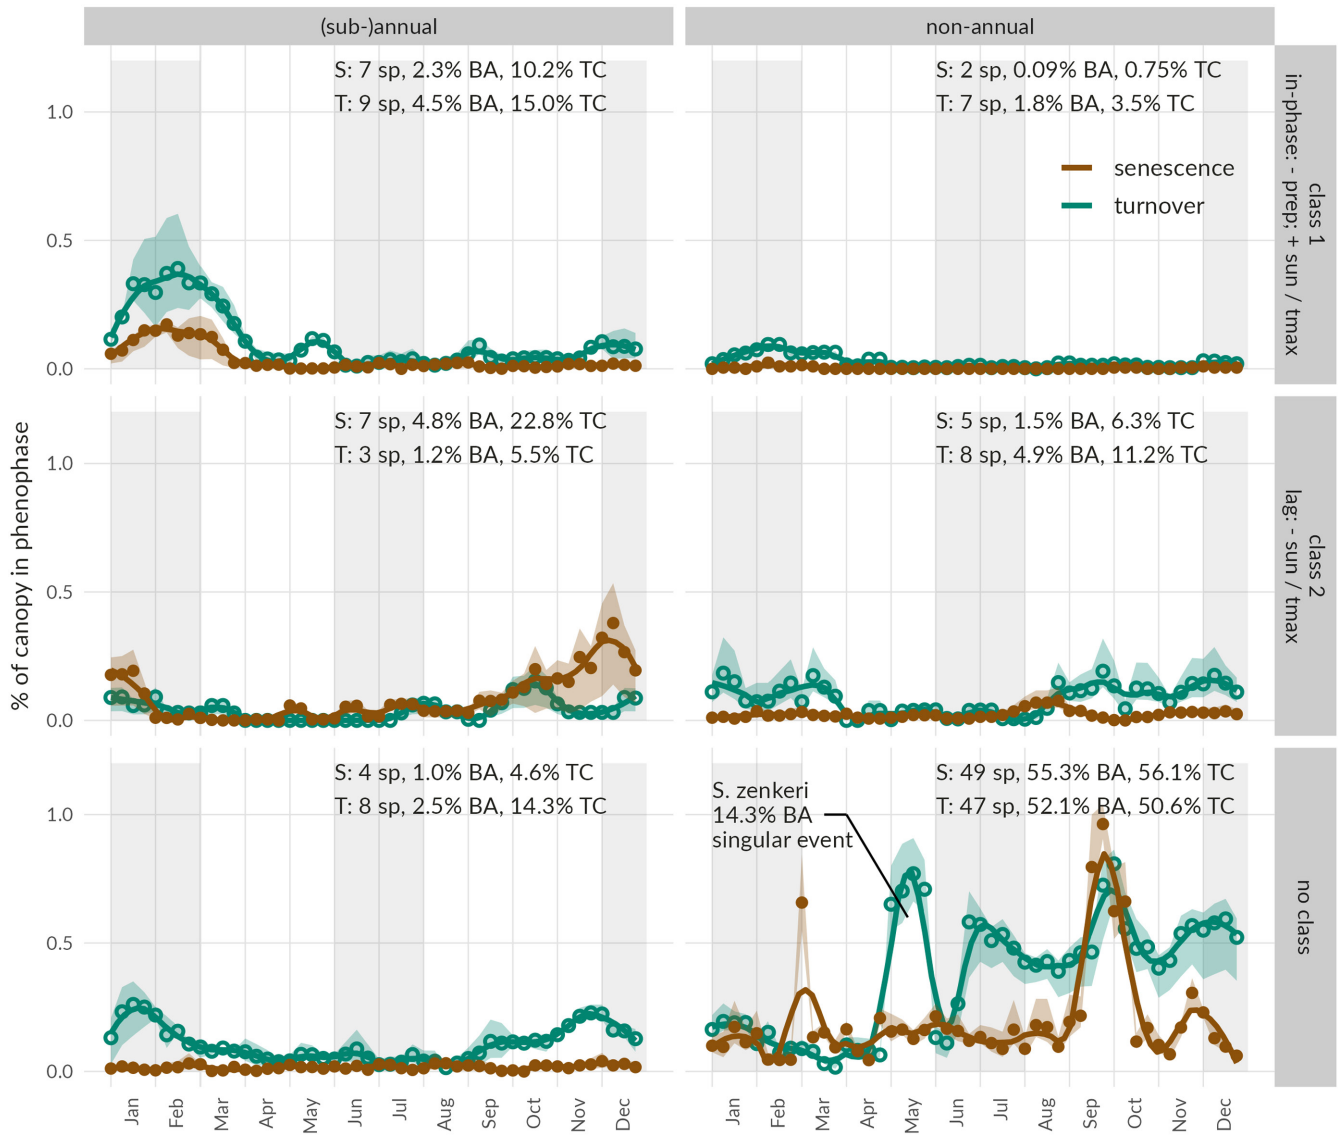 (sub-)annual
non-annual
S: 7 sp, 2.3% BA, 10.2% TC
T: 9 sp, 4.5% BA, 15.0% TC
S: 2 sp, 0.09% BA, 0.75% TC
T: 7 sp, 1.8% BA, 3.5% TC
senescence
turnover
class 1
in-phase: - prep; + sun / tmax
1.0
0.5
0.0
S: 7 sp, 4.8% BA, 22.8% TC
T: 3 sp, 1.2% BA, 5.5% TC
S: 5 sp, 1.5% BA, 6.3% TC
T: 8 sp, 4.9% BA, 11.2% TC
class 2
lag: - sun / tmax
1.0
0.5
0.0
% of canopy in phenophase
S: 4 sp, 1.0% BA, 4.6% TC
T: 8 sp, 2.5% BA, 14.3% TC
S. zenkeri
14.3% BA
singular event
S: 49 sp, 55.3% BA, 56.1% TC
T: 47 sp, 52.1% BA, 50.6% TC
no class
1.0
0.5
0.0
Jan Feb Mar Apr May Jun Jul Aug Sep Oct Nov Dec
Jan Feb Mar Apr May Jun Jul Aug Sep Oct Nov Dec